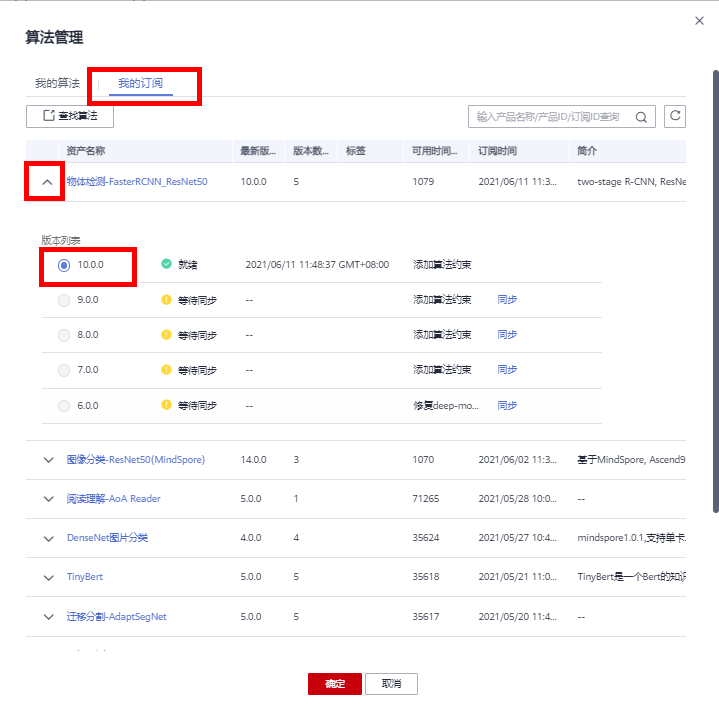 算法管理
我的算法 我的订阅
查找算法 输入产品名称/产品ID/订阅ID查询
资产名称 最新版... 版本数... 标签 可用时间... 订阅时间 简介
物体检测-FasterRCNN_ResNet50 10.0.0 5 1079 2021/06/11 11:3... two-stage R-CNN, ResNe
版本列表
10.0.0 就绪 2021/06/11 11:48:37 GMT+08:00 添加算法约束
9.0.0 等待同步 -- 添加算法约束 同步
8.0.0 等待同步 -- 添加算法约束 同步
7.0.0 等待同步 -- 添加算法约束 同步
6.0.0 等待同步 -- 修复deep-mo... 同步
图像分类-ResNet50(MindSpore) 14.0.0 3 1070 2021/06/02 11:3... 基于MindSpore, Ascend9
阅读理解-AoA Reader 5.0.0 1 71265 2021/05/28 10:0... --
DenseNet图片分类 4.0.0 4 35624 2021/05/27 10:4... mindspore1.0.1,支持单卡
TinyBert 5.0.0 5 35618 2021/05/21 11:0... TinyBert是一个Bert的知识
迁移分割-AdaptSegNet 5.0.0 5 35617 2021/05/20 11:4... --
确定 取消